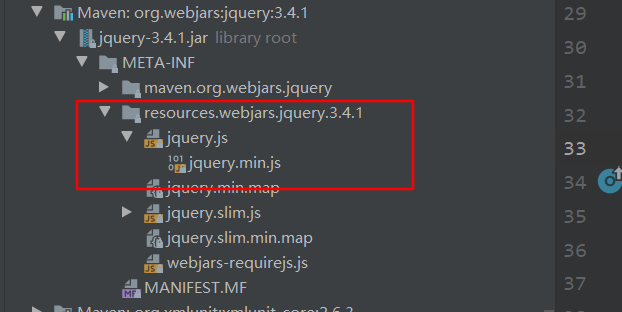 Maven: org.webjars:jquery:3.4.1
jquery-3.4.1.jar library root
META-INF
maven.org.webjars.jquery
resources.webjars.jquery.3.4.1
jquery.js
jquery.min.js
jquery.min.map
jquery.slim.js
jquery.slim.min.map
webjars-requirejs.js
MANIFEST.MF
Maven: org.xmlunit:xmlunit-core:2.6.3
29
30
31
32
33
34
35
36
37